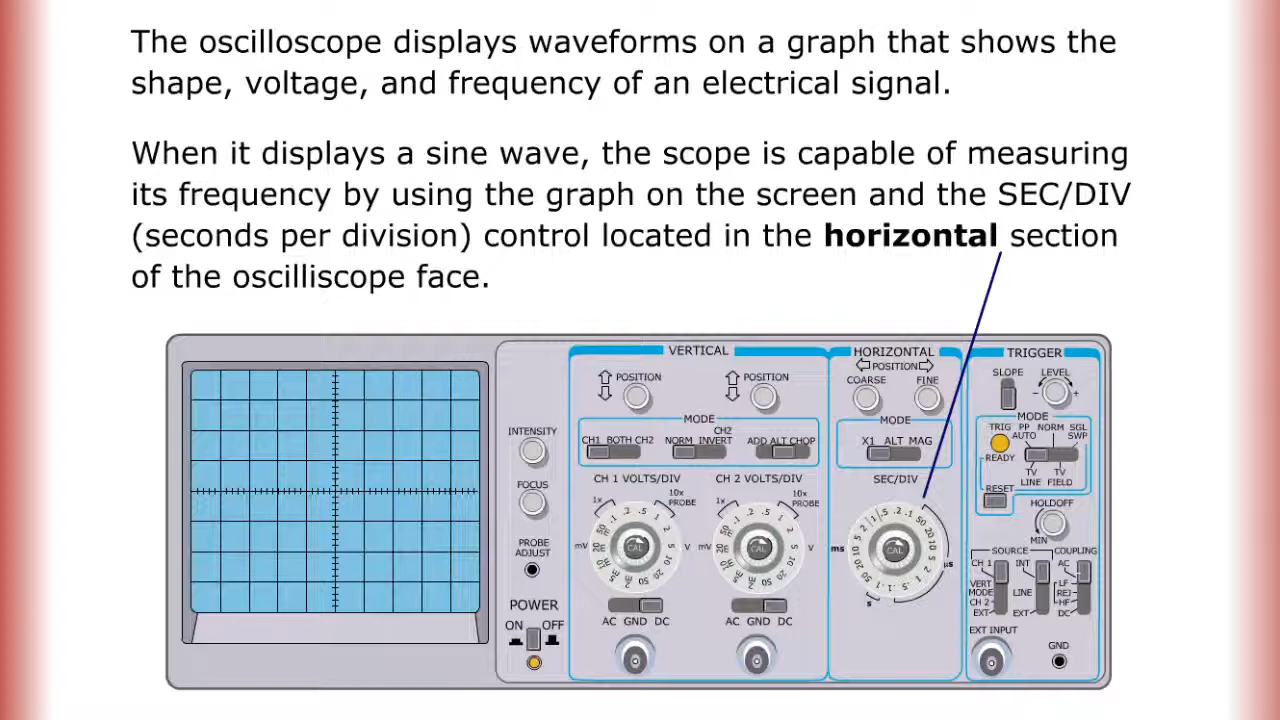 The oscilloscope displays waveforms on a graph that shows the
shape, voltage, and frequency of an electrical signal.
When it displays a sine wave, the scope is capable of measuring
its frequency by using the graph on the screen and the SEC/DIV
(seconds per division) control located in the horizontal section
of the oscilliscope face.
VERTICAL
HORIZONTAL
TRIGGER
POSITION
POSITION
POSITION
COARSE
FINE
SLOPE
LEVEL
- +
MODE
CH1 BOTH CH2
NORM INVERT
CH2
ADD ALT CHOP
MODE
X1 ALT MAG
MODE
TRIG
READY
PP
AUTO
NORM
SGL
SWP
TV
LINE
TV
FIELD
RESET
HOLDOFF
MIN
INTENSITY
FOCUS
PROBE
ADJUST
POWER
ON
OFF
CH 1 VOLTS/DIV
1x
10x
PROBE
mV
V
CAL
AC GND DC
CH 2 VOLTS/DIV
1x
10x
PROBE
mV
V
CAL
AC GND DC
SEC/DIV
ms
µs
s
CAL
SOURCE
CH 1
VERT
MODE
CH 2
EXT
INT
LINE
EXT
COUPLING
AC
LF
REJ
HF
DC
EXT INPUT
GND